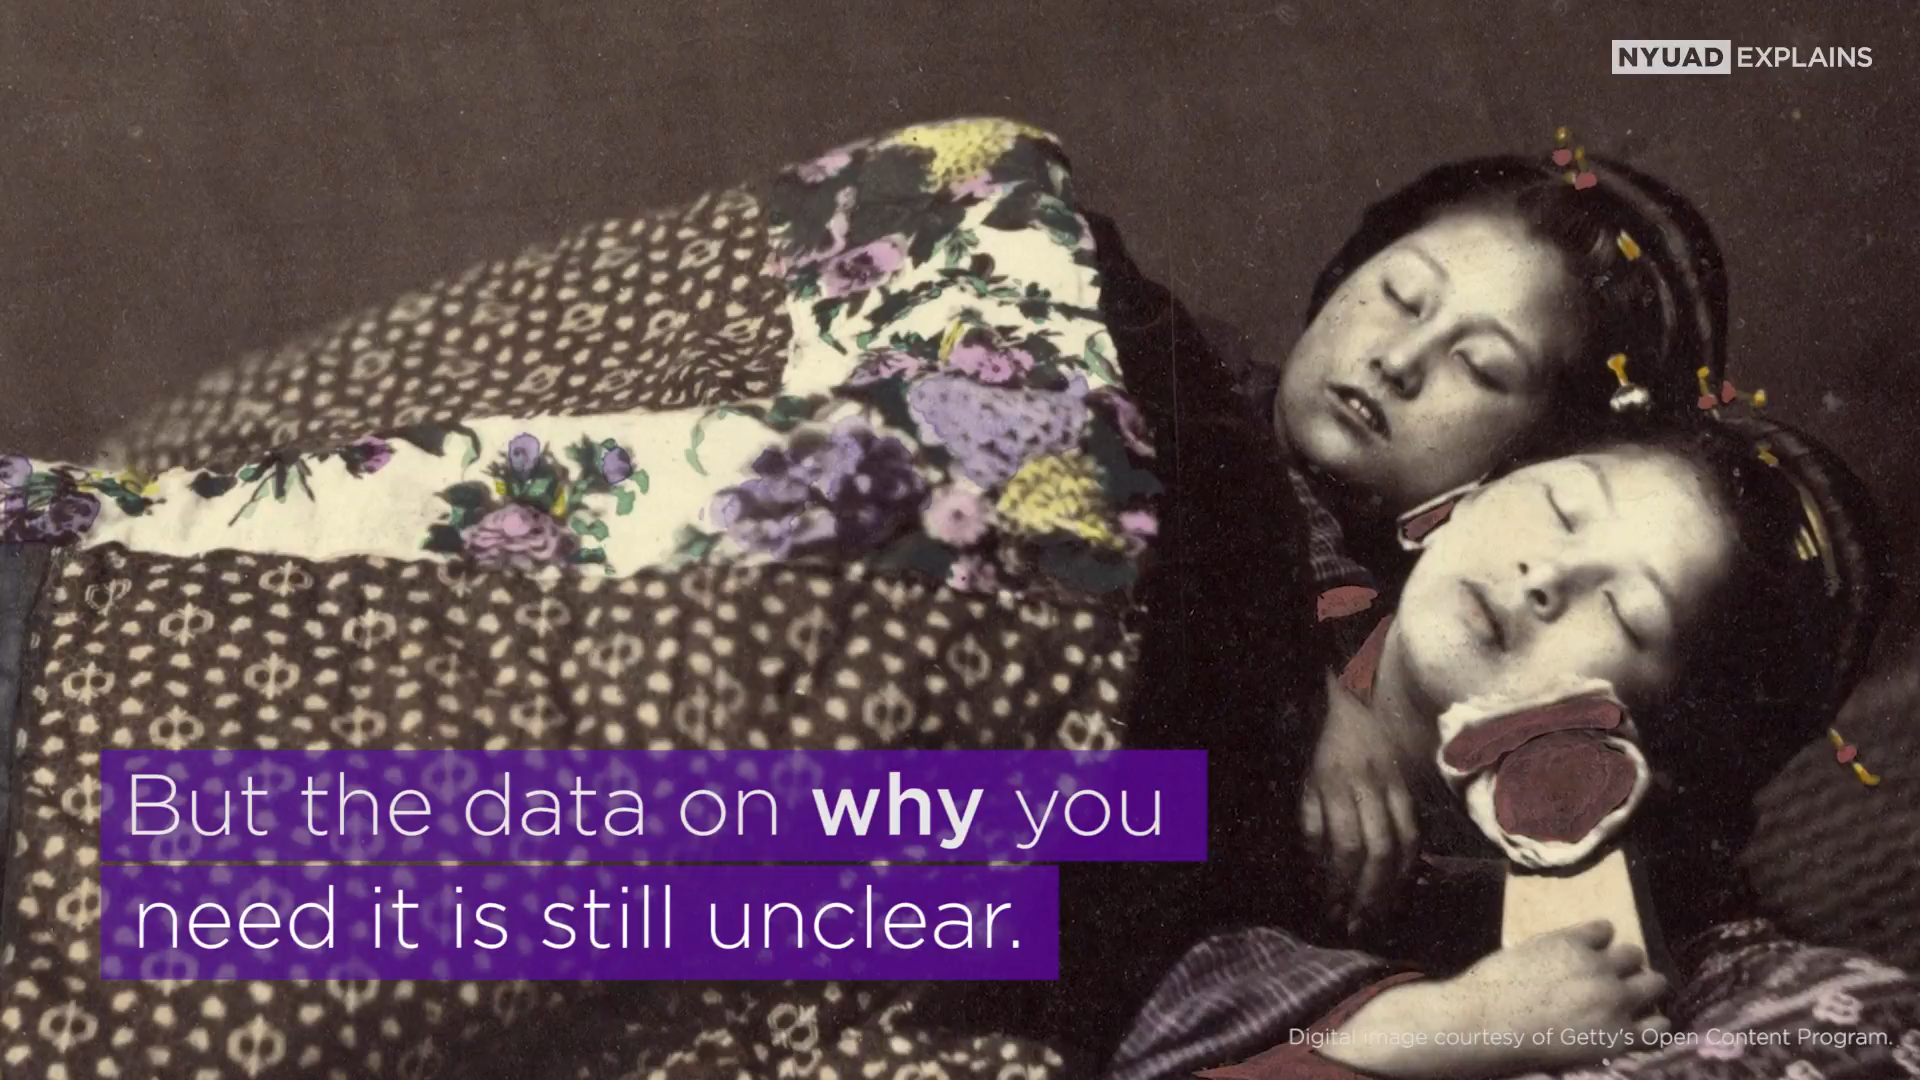 NYUAD EXPLAINS
But the data on why you
need it is still unclear.
Digital image courtesy of Getty's Open Content Program.